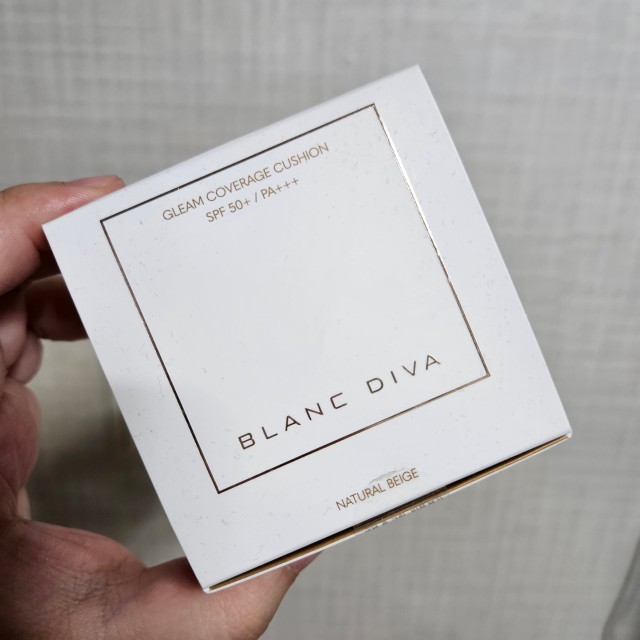 GLEAM COVERAGE CUSHION
SPF 50+ / PA+++
BLANC DIVA
NATURAL BEIGE